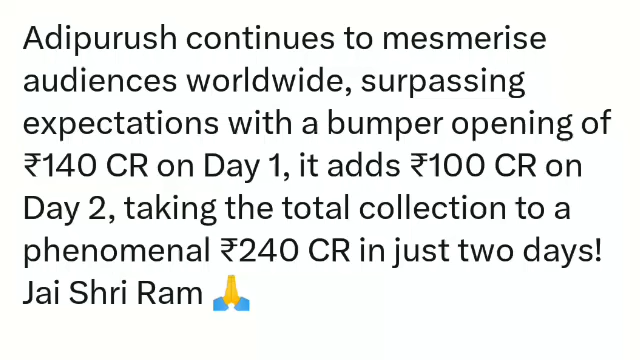 Adipurush continues to mesmerise
audiences worldwide, surpassing
expectations with a bumper opening of
₹140 CR on Day 1, it adds ₹100 CR on
Day 2, taking the total collection to a
phenomenal ₹240 CR in just two days!
Jai Shri Ram 🙏